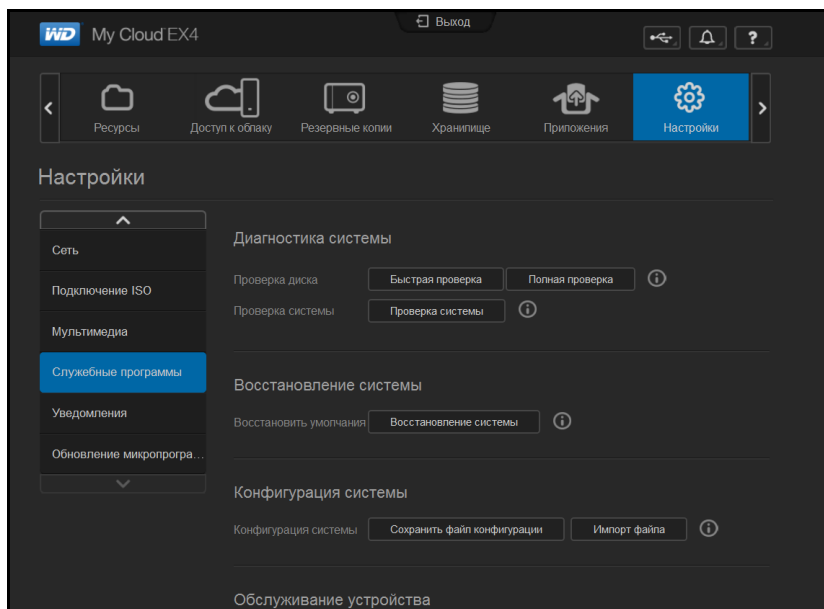 WD My Cloud EX4
Выход
?
Ресурсы
Доступ к облаку
Резервные копии
Хранилище
Приложения
Настройки
Настройки
Сеть
Подключение ISO
Мультимедиа
Служебные программы
Уведомления
Обновление микропрогра...
Диагностика системы
Проверка диска Быстрая проверка Полная проверка
Проверка системы Проверка системы
Восстановление системы
Восстановить умолчания Восстановление системы
Конфигурация системы
Конфигурация системы Сохранить файл конфигурации Импорт файла
Обслуживание устройства